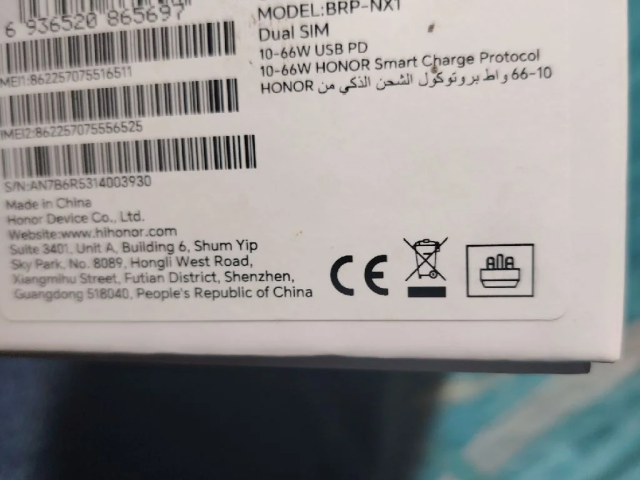 6 936520 865697
IMEI1:862257075516511
IMEI2:862257075556525
S/N:AN7B6R5314003930
Made in China
Honor Device Co., Ltd.
Website:www.hihonor.com
Suite 3401, Unit A, Building 6, Shum Yip
Sky Park, No. 8089, Hongli West Road,
Xiangmihu Street, Futian District, Shenzhen,
Guangdong 518040, People's Republic of China
MODEL:BRP-NX1
Dual SIM
10-66W USB PD
10-66W HONOR Smart Charge Protocol
10-66 واط بروتوكول الشحن الذكي من HONOR
CE